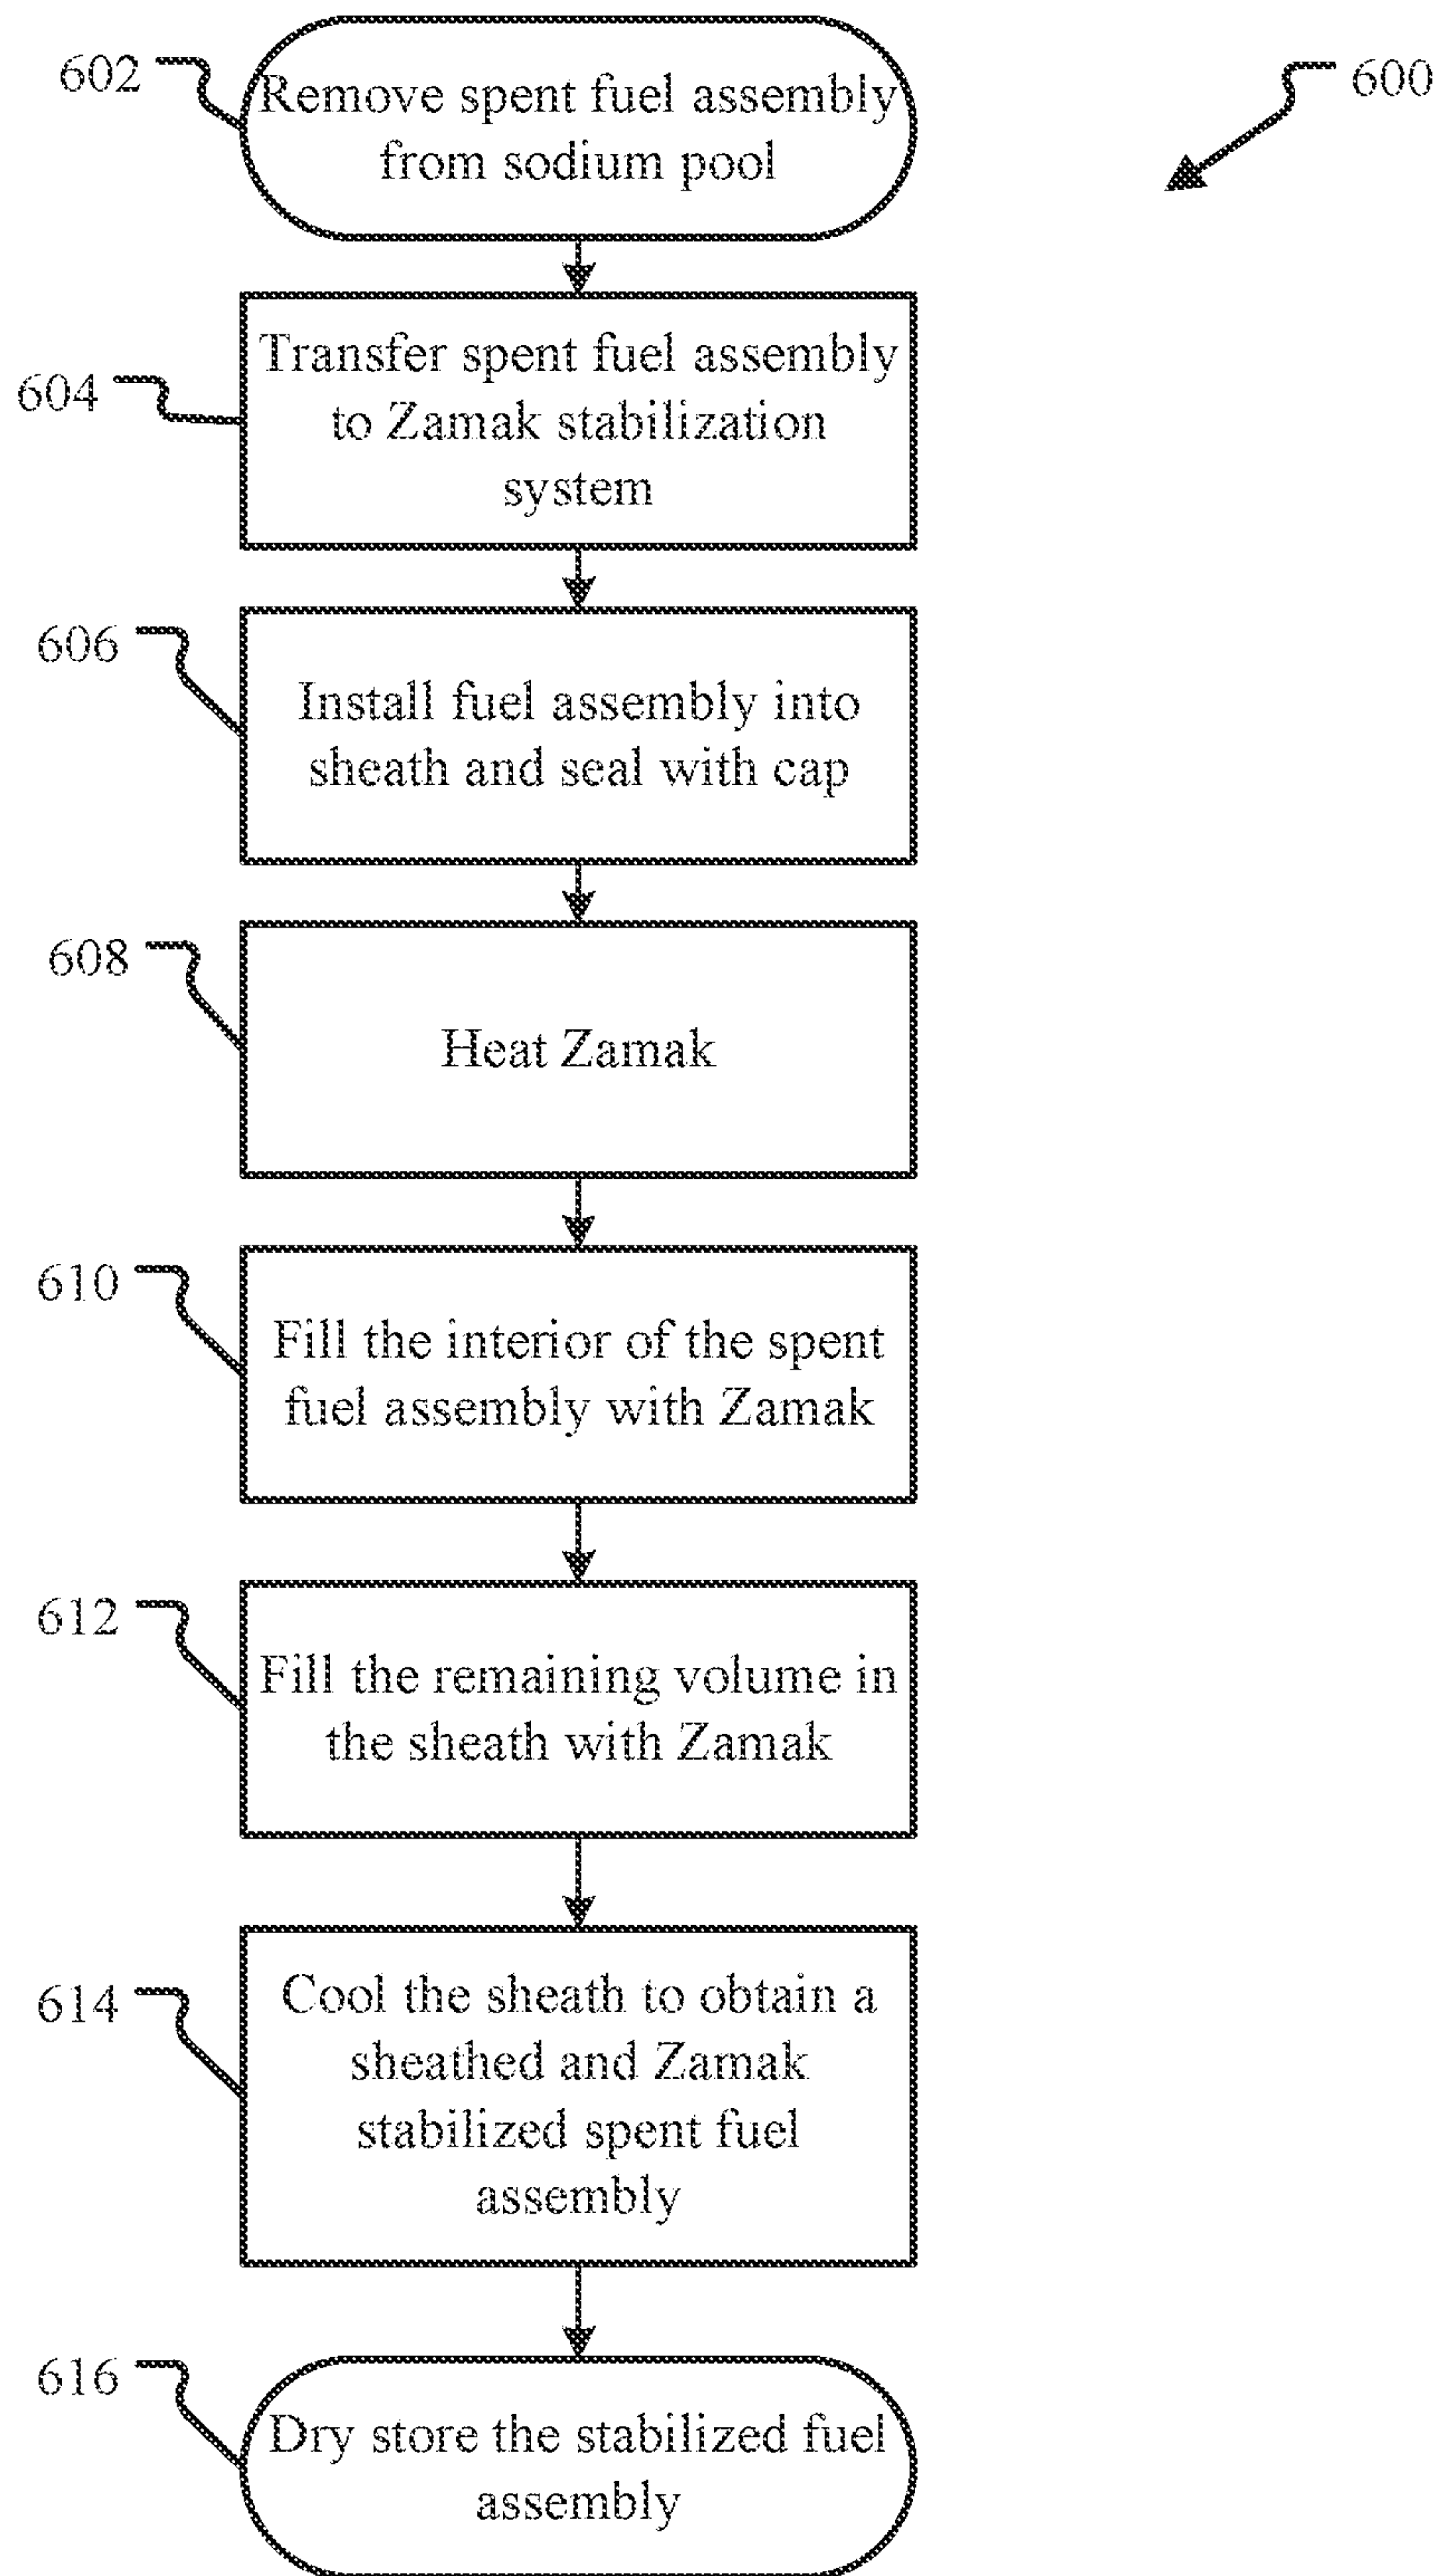 602
Remove spent fuel assembly
from sodium pool
600
604
Transfer spent fuel assembly
to Zamak stabilization
system
606
Install fuel assembly into
sheath and seal with cap
608
Heat Zamak
610
Fill the interior of the spent
fuel assembly with Zamak
612
Fill the remaining volume in
the sheath with Zamak
614
Cool the sheath to obtain a
sheathed and Zamak
stabilized spent fuel
assembly
616
Dry store the stabilized fuel
assembly